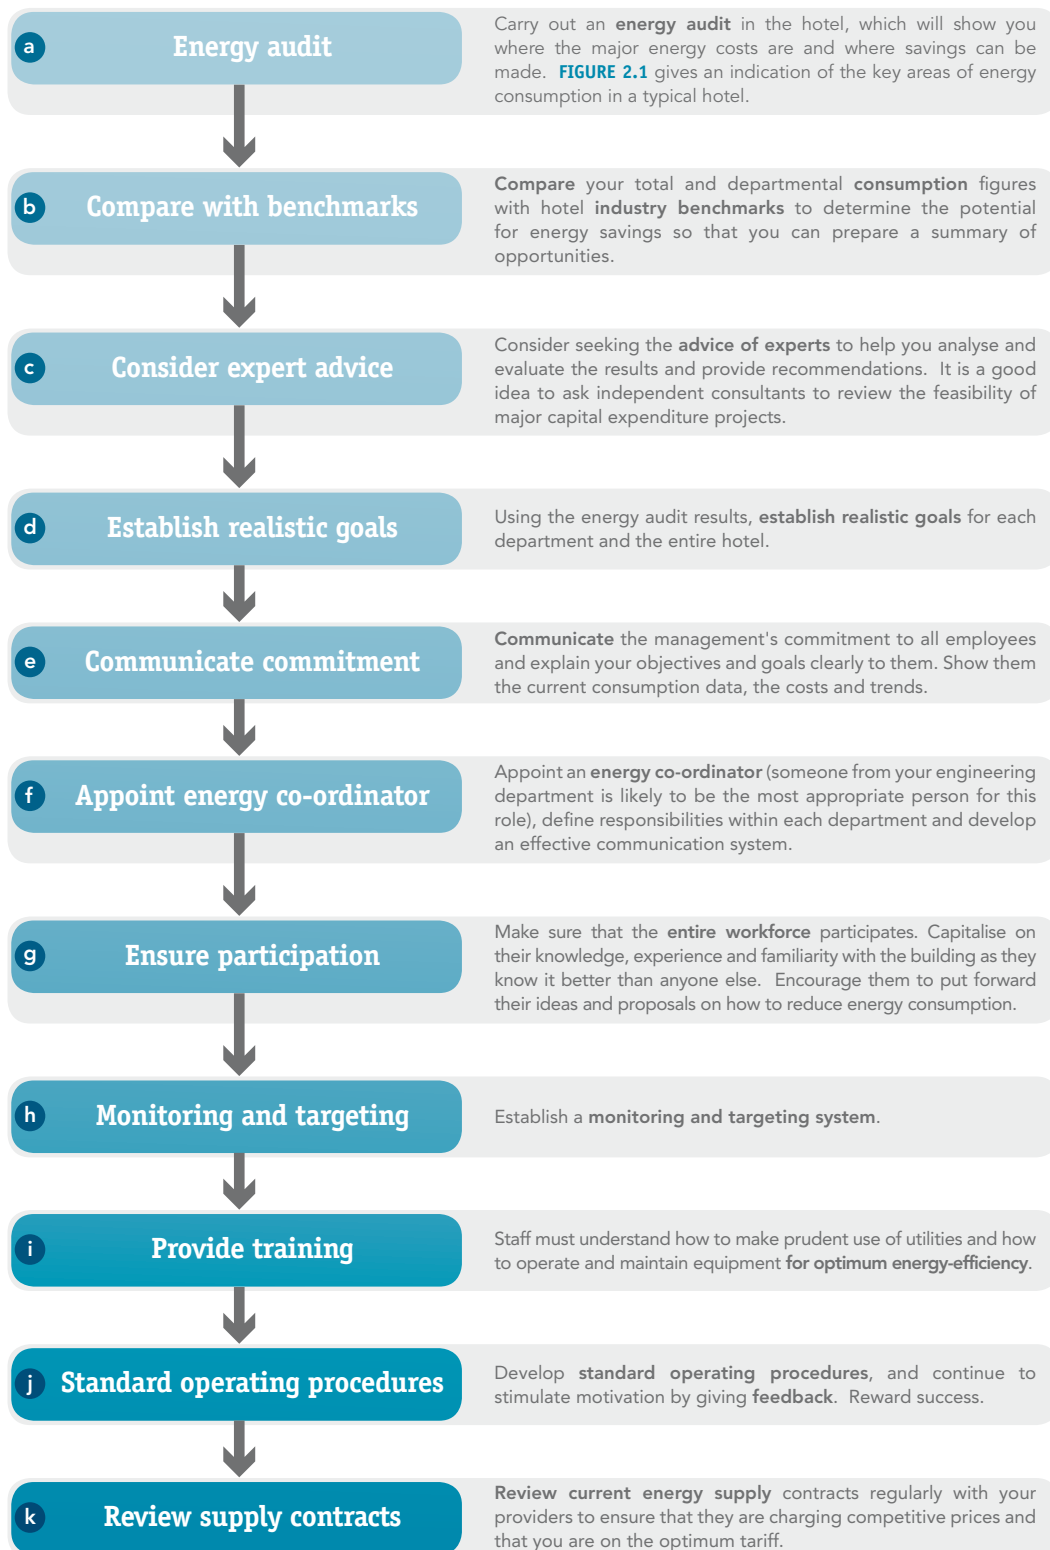 a
Energy audit
Carry out an energy audit in the hotel, which will show you
where the major energy costs are and where savings can be
made. FIGURE 2.1 gives an indication of the key areas of energy
consumption in a typical hotel.
b
Compare with benchmarks
Compare your total and departmental consumption figures
with hotel industry benchmarks to determine the potential
for energy savings so that you can prepare a summary of
opportunities.
c
Consider expert advice
Consider seeking the advice of experts to help you analyse and
evaluate the results and provide recommendations. It is a good
idea to ask independent consultants to review the feasibility of
major capital expenditure projects.
d
Establish realistic goals
Using the energy audit results, establish realistic goals for each
department and the entire hotel.
e
Communicate commitment
Communicate the management's commitment to all employees
and explain your objectives and goals clearly to them. Show them
the current consumption data, the costs and trends.
f
Appoint energy co-ordinator
Appoint an energy co-ordinator (someone from your engineering
department is likely to be the most appropriate person for this
role), define responsibilities within each department and develop
an effective communication system.
g
Ensure participation
Make sure that the entire workforce participates. Capitalise on
their knowledge, experience and familiarity with the building as they
know it better than anyone else. Encourage them to put forward
their ideas and proposals on how to reduce energy consumption.
h
Monitoring and targeting
Establish a monitoring and targeting system.
i
Provide training
Staff must understand how to make prudent use of utilities and how
to operate and maintain equipment for optimum energy-efficiency.
j
Standard operating procedures
Develop standard operating procedures, and continue to
stimulate motivation by giving feedback. Reward success.
k
Review supply contracts
Review current energy supply contracts regularly with your
providers to ensure that they are charging competitive prices and
that you are on the optimum tariff.